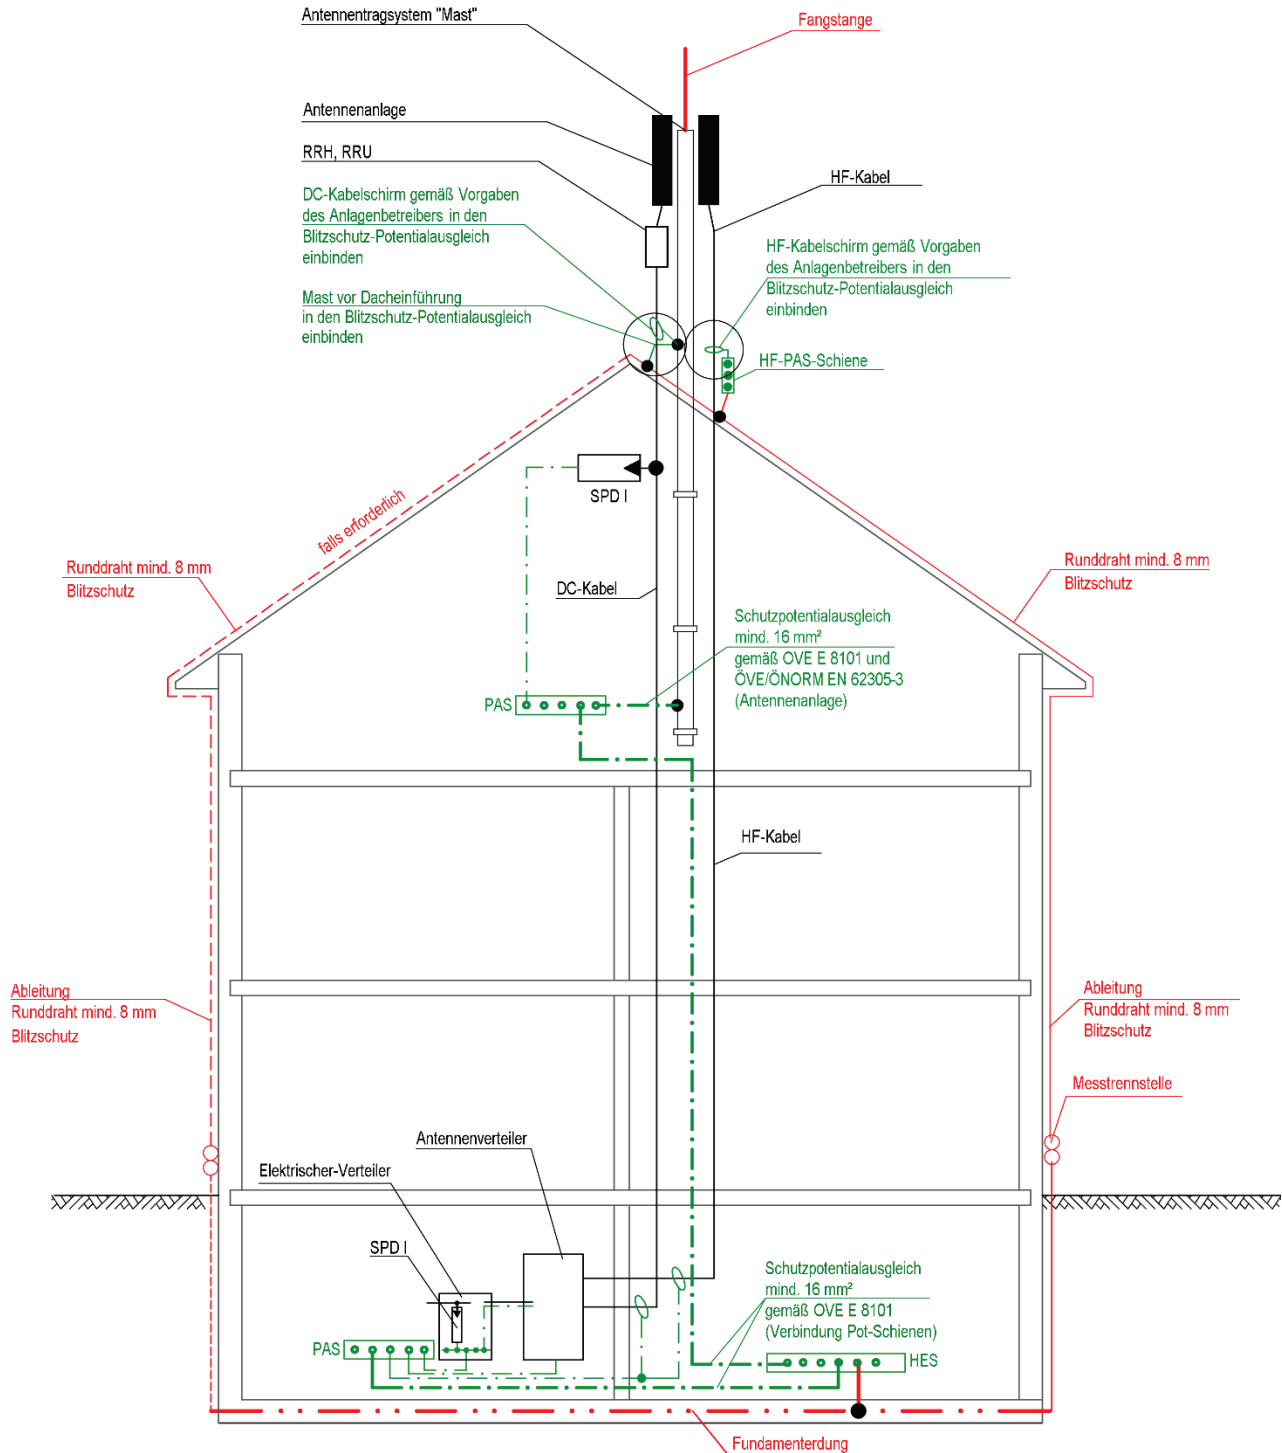 Antennentragsystem "Mast"
Fangstange
Antennenanlage
RRH, RRU
HF-Kabel
DC-Kabelschirm gemäß Vorgaben
des Anlagenbetreibers in den
Blitzschutz-Potentialausgleich
einbinden
HF-Kabelschirm gemäß Vorgaben
des Anlagenbetreibers in den
Blitzschutz-Potentialausgleich
einbinden
Mast vor Dacheinführung
in den Blitzschutz-Potentialausgleich
einbinden
HF-PAS-Schiene
SPD I
falls erforderlich
Runddraht mind. 8 mm
Blitzschutz
Runddraht mind. 8 mm
Blitzschutz
DC-Kabel
Schutzpotentialausgleich
mind. 16 mm²
gemäß OVE E 8101 und
ÖVE/ÖNORM EN 62305-3
(Antennenanlage)
PAS
HF-Kabel
Ableitung
Runddraht mind. 8 mm
Blitzschutz
Ableitung
Runddraht mind. 8 mm
Blitzschutz
Messtrennstelle
Antennenverteiler
Elektrischer-Verteiler
SPD I
Schutzpotentialausgleich
mind. 16 mm²
gemäß OVE E 8101
(Verbindung Pot-Schienen)
PAS
HES
Fundamenterdung